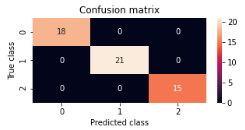 Confusion matrix
0 18 0 0
1 0 21 0
2 0 0 15
0 1 2
True class
Predicted class
20
15
10
5
0